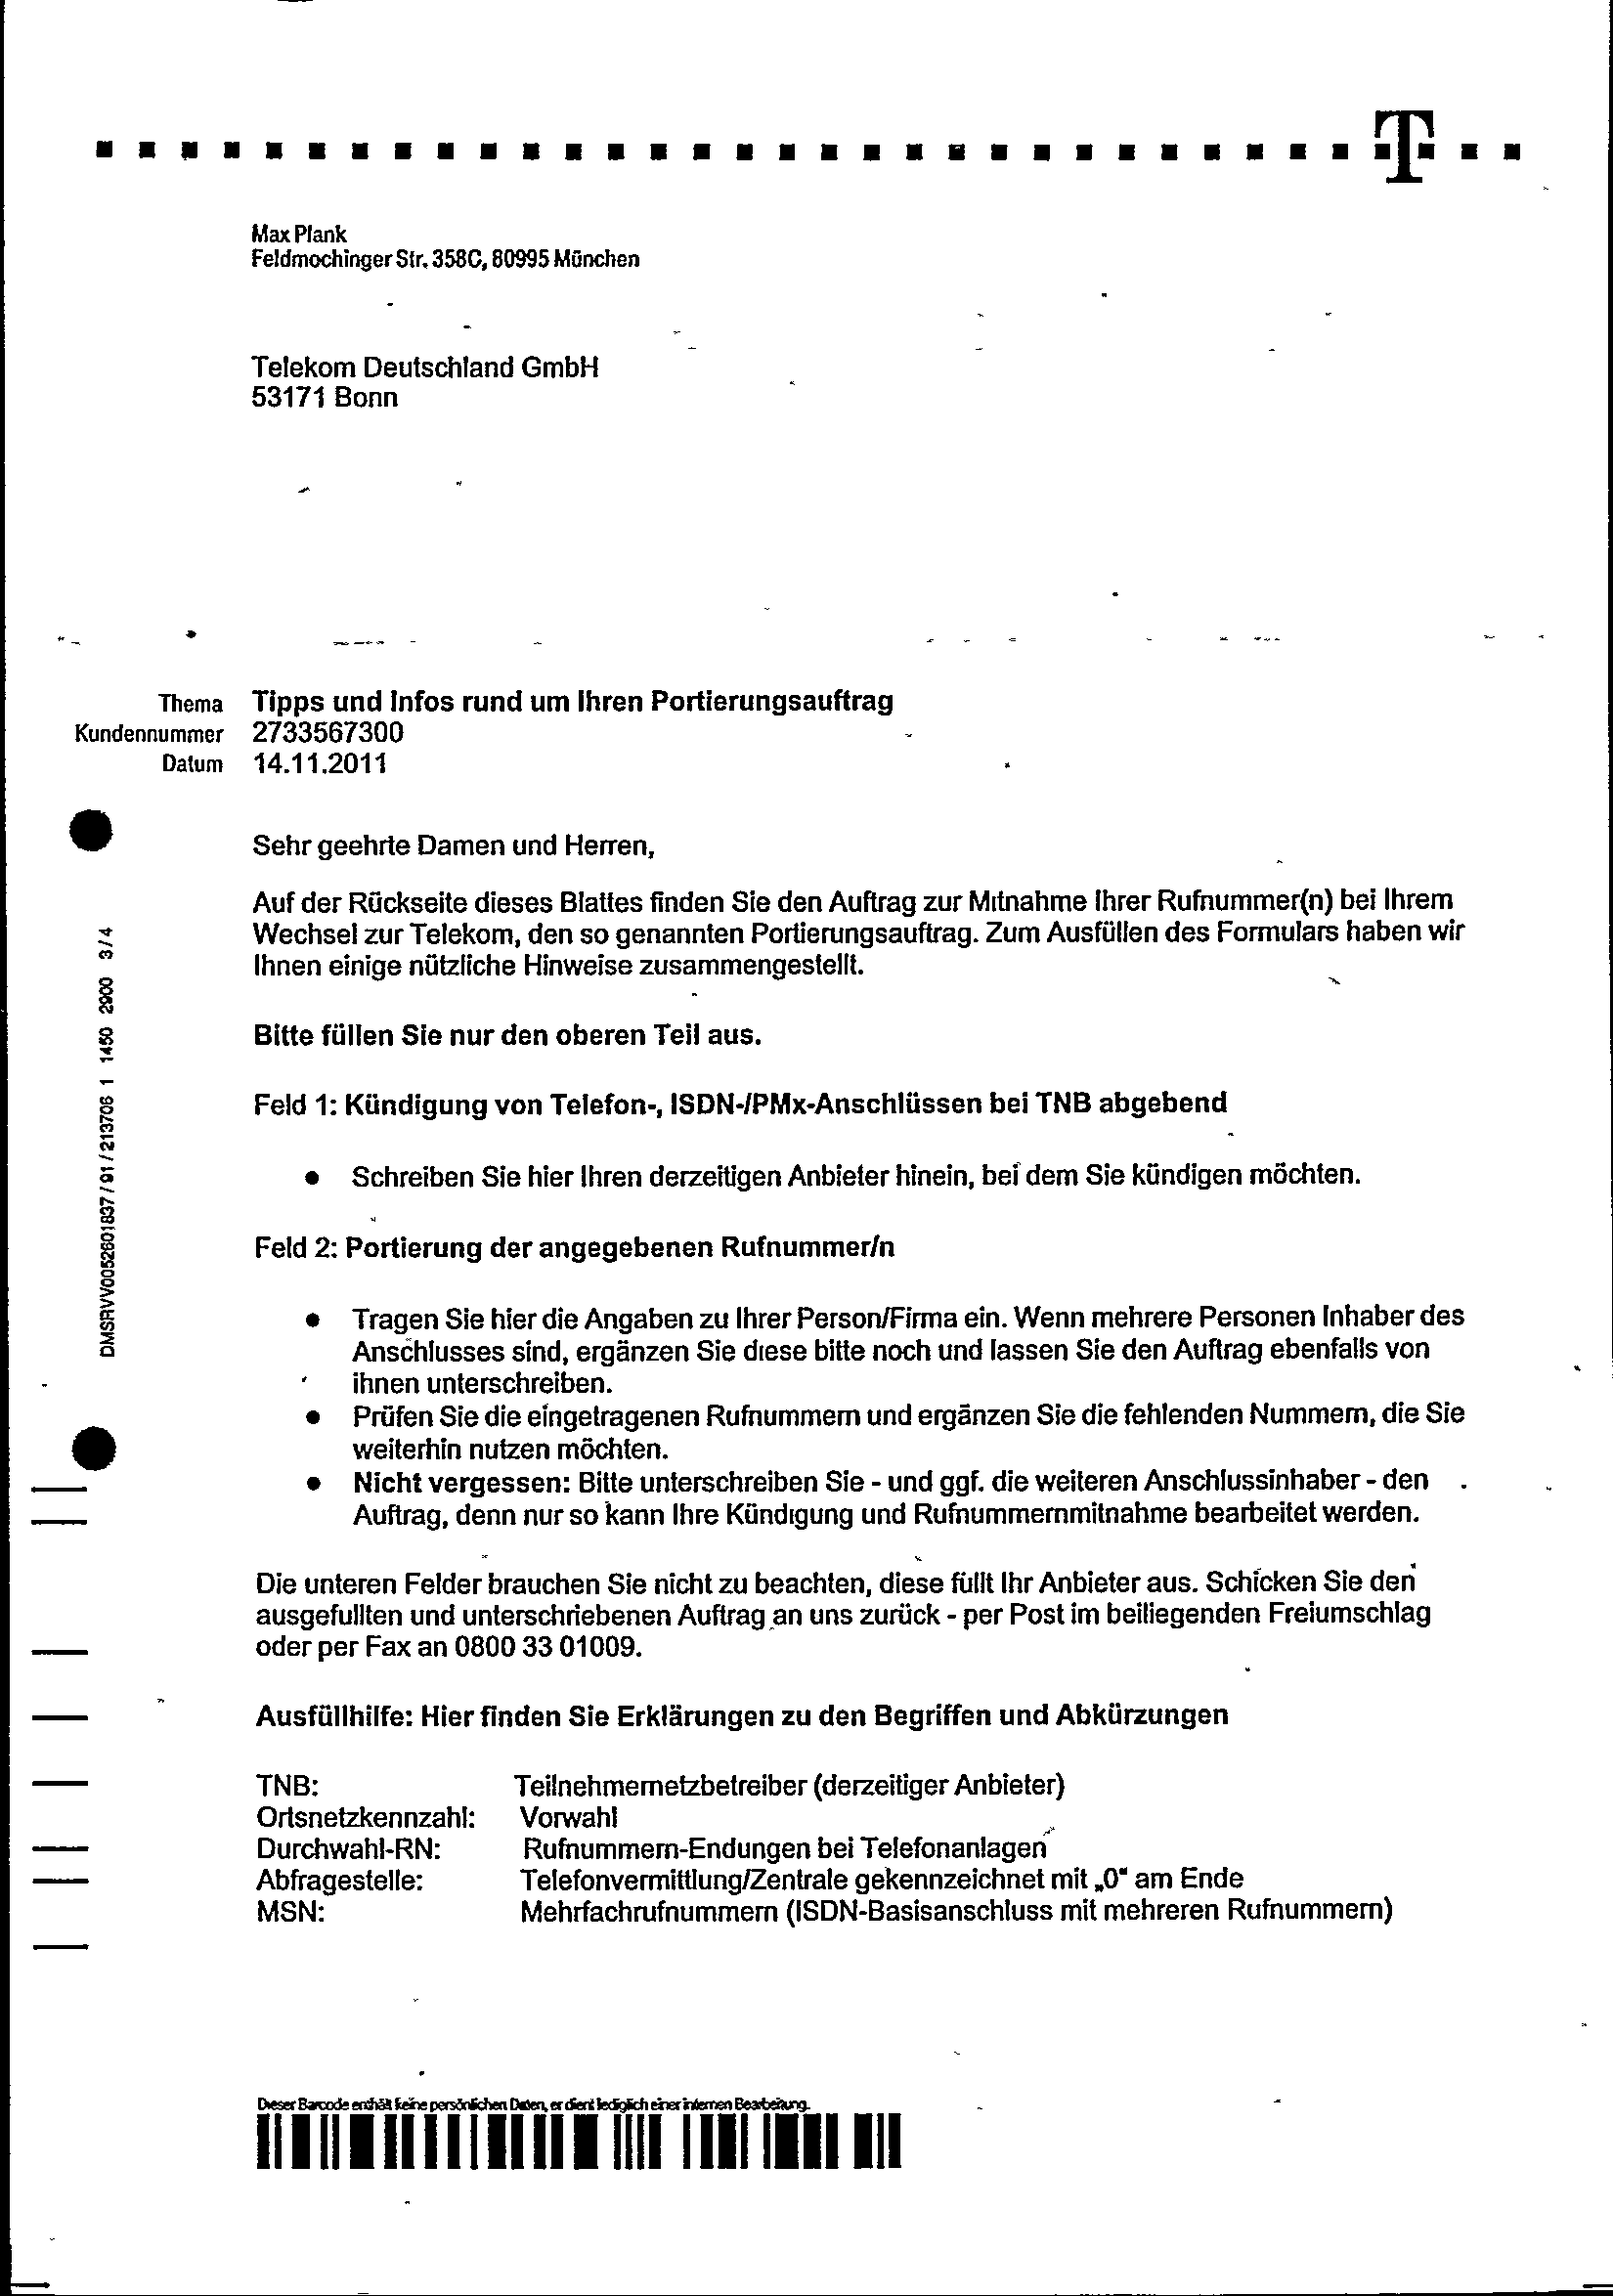 T
Max Plank
Feldmochinger Str. 358C, 80995 München
Telekom Deutschland GmbH
53171 Bonn
Thema Tipps und Infos rund um Ihren Portierungsauftrag
Kundennummer 2733567300
Datum 14.11.2011
Sehr geehrte Damen und Herren,
Auf der Rückseite dieses Blattes finden Sie den Auftrag zur Mitnahme Ihrer Rufnummer(n) bei Ihrem
Wechsel zur Telekom, den so genannten Portierungsauftrag. Zum Ausfüllen des Formulars haben wir
Ihnen einige nützliche Hinweise zusammengestellt.
Bitte füllen Sie nur den oberen Teil aus.
Feld 1: Kündigung von Telefon-, ISDN-/PMx-Anschlüssen bei TNB abgebend
• Schreiben Sie hier Ihren derzeitigen Anbieter hinein, bei dem Sie kündigen möchten.
Feld 2: Portierung der angegebenen Rufnummer/n
• Tragen Sie hier die Angaben zu Ihrer Person/Firma ein. Wenn mehrere Personen Inhaber des
Anschlusses sind, ergänzen Sie diese bitte noch und lassen Sie den Auftrag ebenfalls von
ihnen unterschreiben.
• Prüfen Sie die eingetragenen Rufnummern und ergänzen Sie die fehlenden Nummern, die Sie
weiterhin nutzen möchten.
• Nicht vergessen: Bitte unterschreiben Sie - und ggf. die weiteren Anschlussinhaber - den
Auftrag, denn nur so kann Ihre Kündigung und Rufnummernmitnahme bearbeitet werden.
Die unteren Felder brauchen Sie nicht zu beachten, diese füllt Ihr Anbieter aus. Schicken Sie den
ausgefullten und unterschriebenen Auftrag an uns zurück - per Post im beiliegenden Freiumschlag
oder per Fax an 0800 33 01009.
Ausfüllhilfe: Hier finden Sie Erklärungen zu den Begriffen und Abkürzungen
TNB: Teilnehmernetzbetreiber (derzeitiger Anbieter)
Ortsnetzkennzahl: Vorwahl
Durchwahl-RN: Rufnummern-Endungen bei Telefonanlagen
Abfragestelle: Telefonvermittlung/Zentrale gekennzeichnet mit „0" am Ende
MSN: Mehrfachrufnummern (ISDN-Basisanschluss mit mehreren Rufnummern)
Dieser Barcode enthält keine persönlichen Daten, er dient lediglich einer internen Bearbeitung.
DMSRVV0052601837 / 91 / 213706 1 1450 2900 3/4